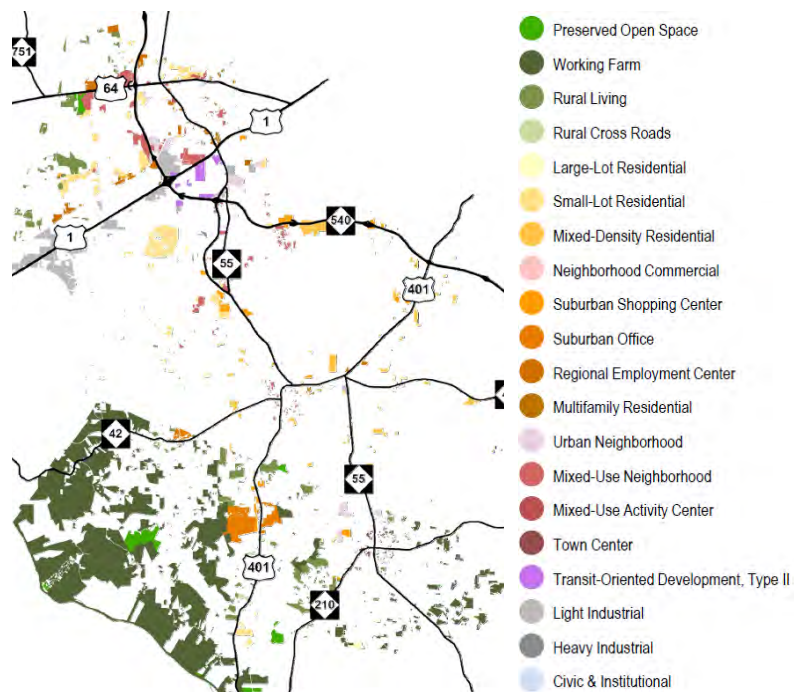 751
64
1
1
540
55
401
42
55
401
210
Preserved Open Space
Working Farm
Rural Living
Rural Cross Roads
Large-Lot Residential
Small-Lot Residential
Mixed-Density Residential
Neighborhood Commercial
Suburban Shopping Center
Suburban Office
Regional Employment Center
Multifamily Residential
Urban Neighborhood
Mixed-Use Neighborhood
Mixed-Use Activity Center
Town Center
Transit-Oriented Development, Type II
Light Industrial
Heavy Industrial
Civic & Institutional